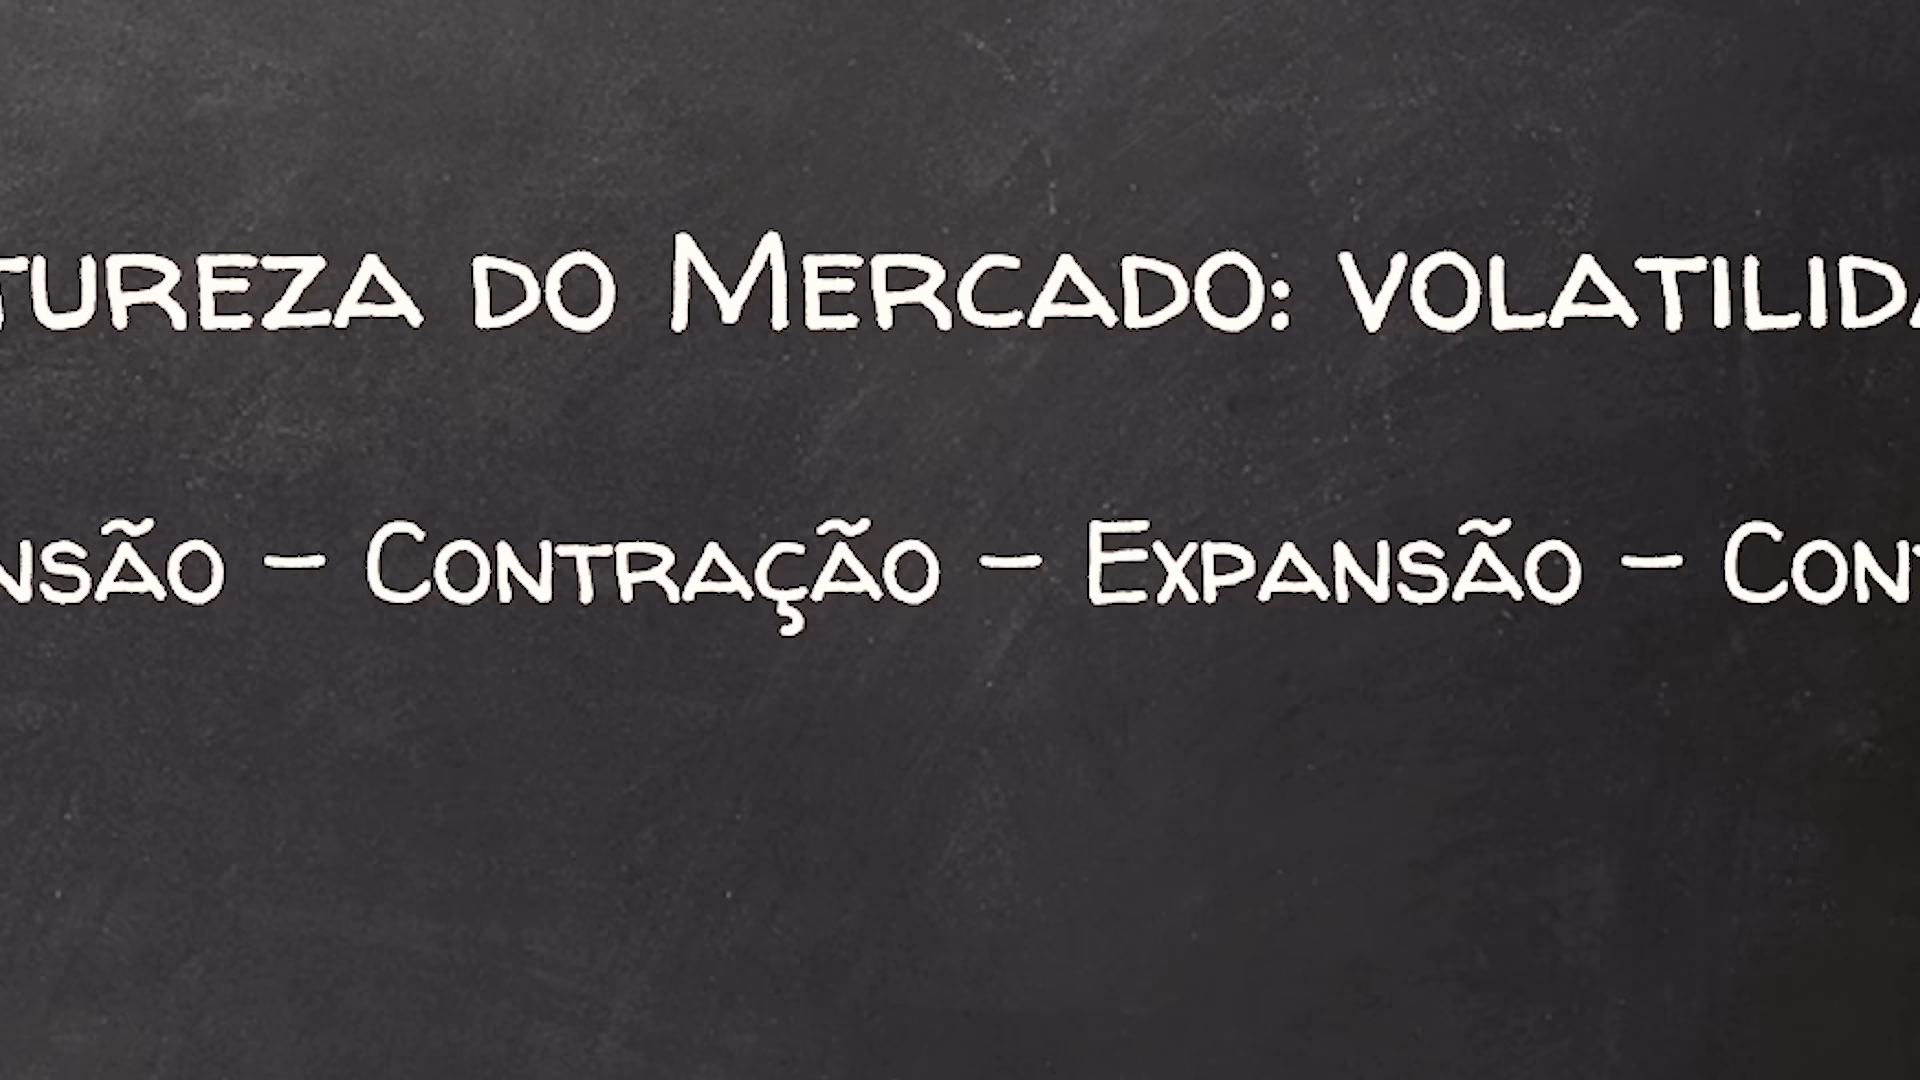 TUREZA DO MERCADO: VOLATILIDA
NSÃO - CONTRAÇÃO - EXPANSÃO - CONT